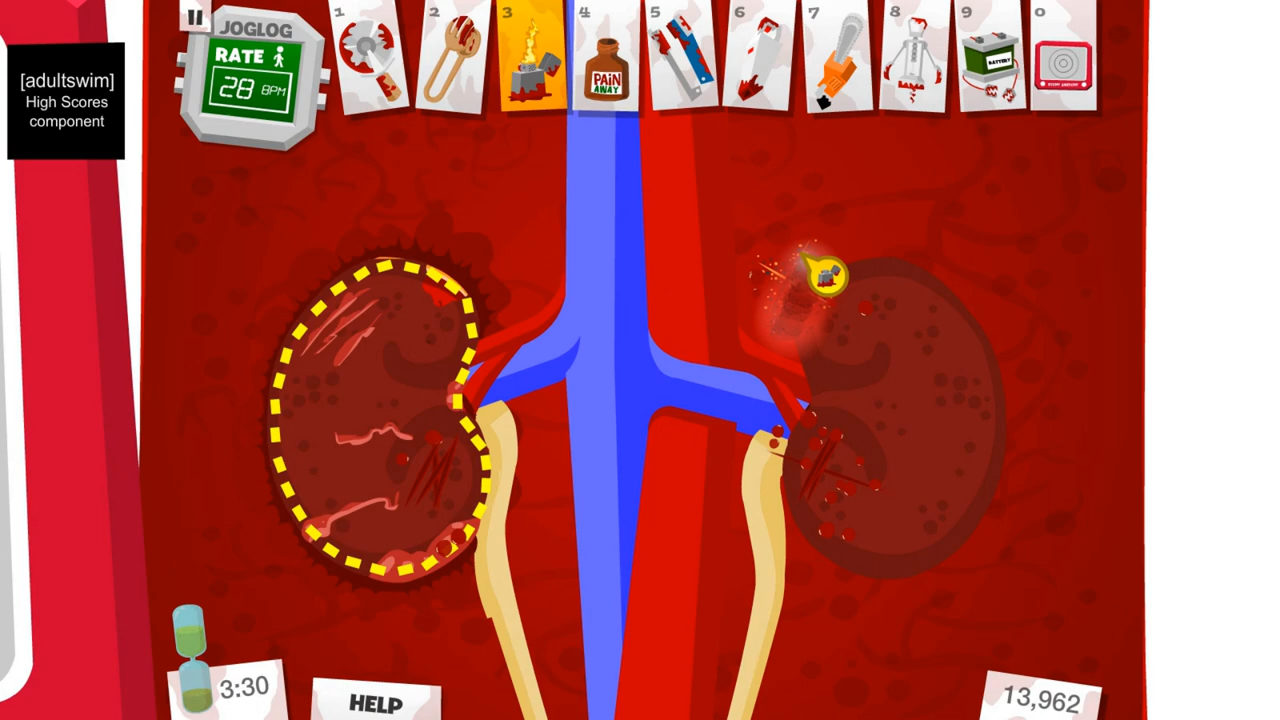 [adultswim]
High Scores
component
JOGLOG
RATE
28 BPM
1
2
3
4
5
6
7
8
9
0
PAIN
AWAY
BATTERY
3:30
HELP
13,962